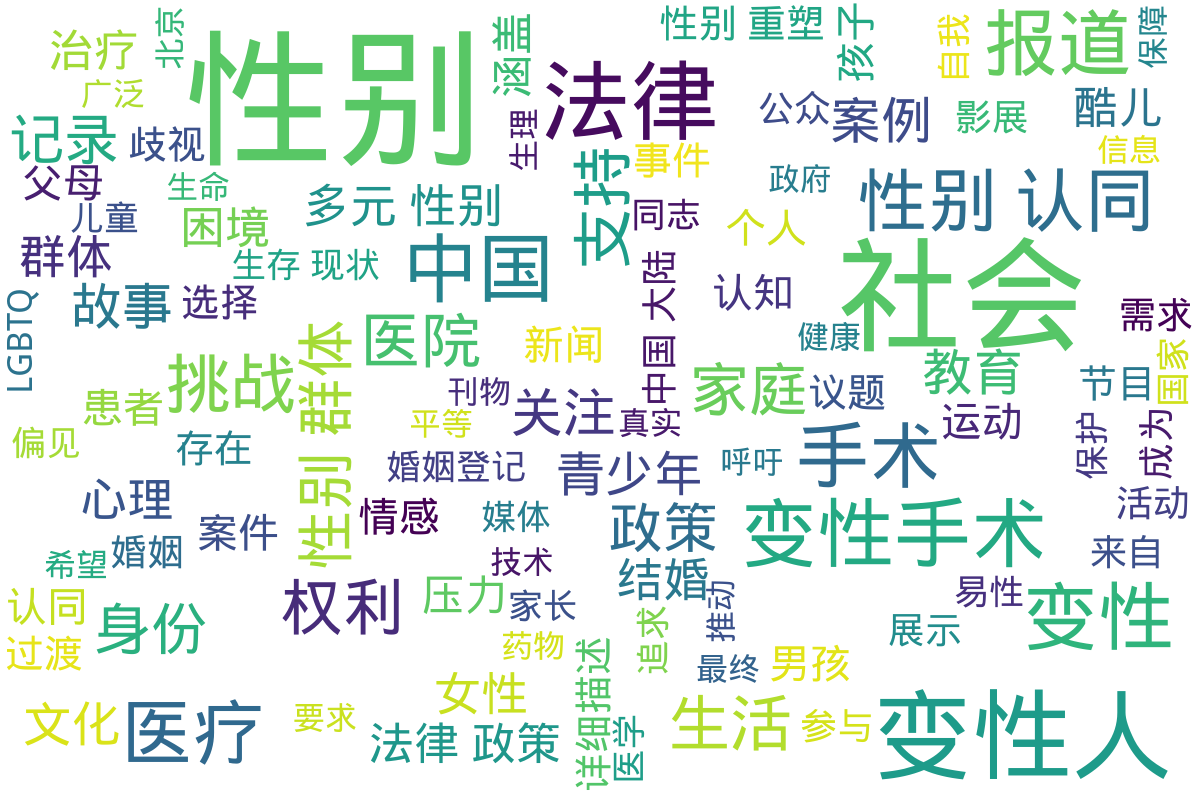 北京
性别
涵盖
性别 重塑
孩子
自我
报道
保障
治疗
广泛
法律
生理
公众
案例
影展
酷儿
记录
歧视
支持
事件
信息
父母
生命
多元 性别
同志
政府
性别 认同
儿童
困境
个人
群体
生存 现状
中国
中国 大陆
认知
社会
LGBTQ
故事
选择
需求
医院
新闻
健康
教育
国家
挑战
性别 群体
刊物
关注
真实
家庭
议题
节目
患者
平等
运动
保护
成为
偏见
存在
婚姻登记
青少年
呼吁
手术
心理
案件
情感
媒体
政策
变性手术
活动
希望
婚姻
技术
结婚
来自
认同
身份
权利
压力
家长
推动
易性
变性
过渡
药物
详细描述
追求
最终
男孩
展示
文化
医疗
要求
女性
法律 政策
医学
生活
参与
变性人